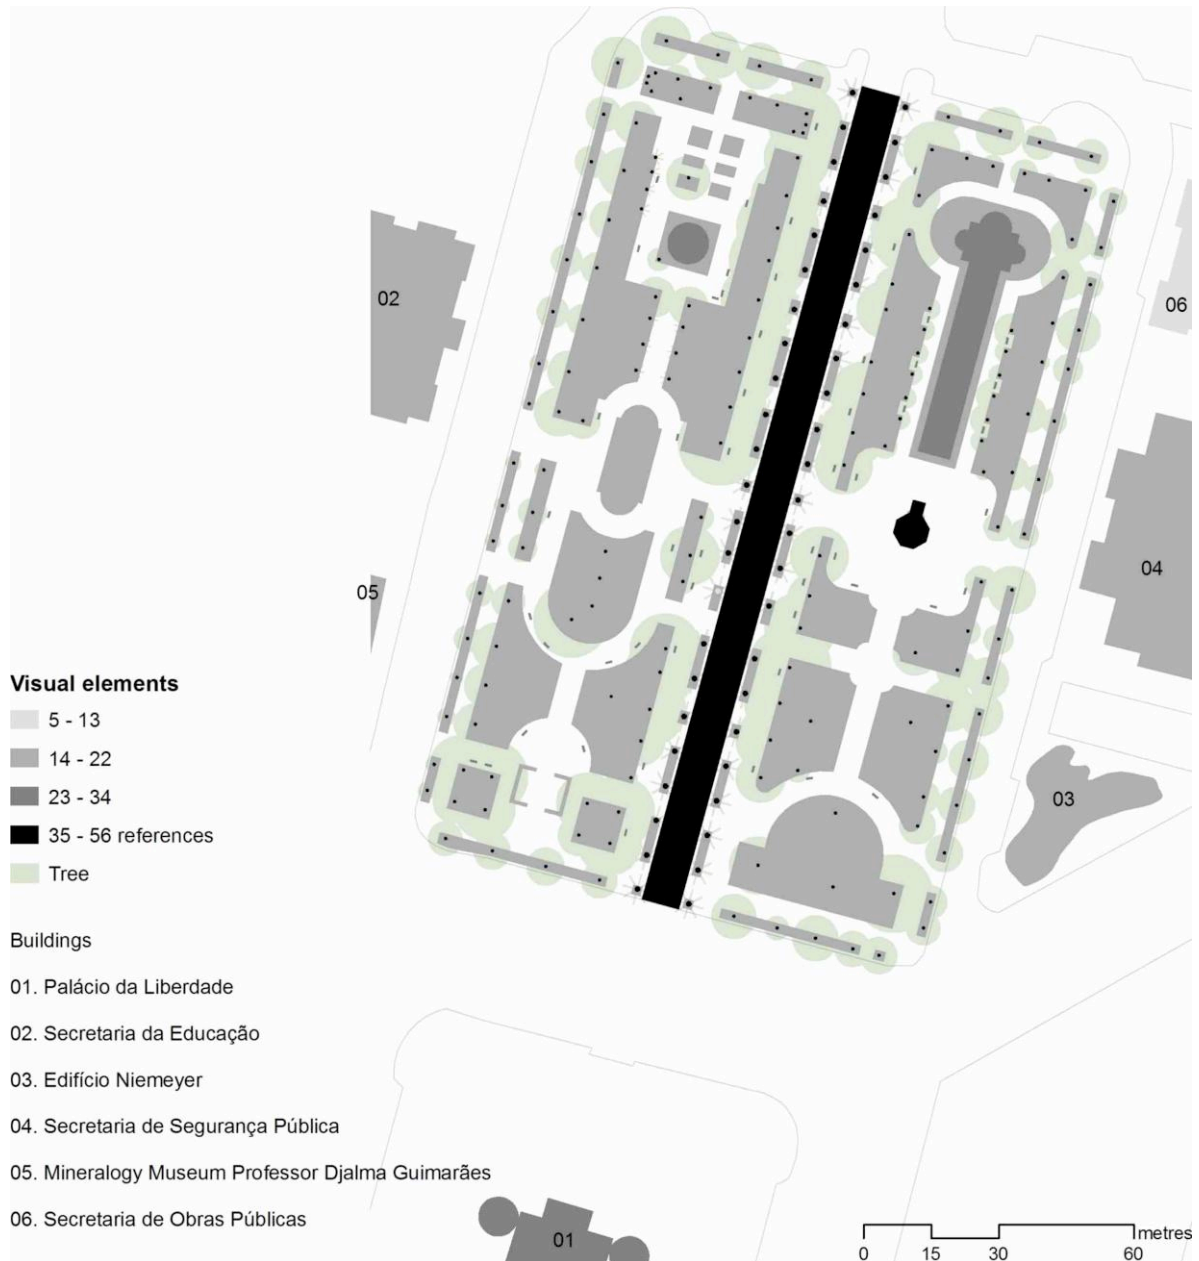 02
06
04
05
Visual elements
5 - 13
14 - 22
23 - 34
35 - 56 references
Tree
03
Buildings
01. Palácio da Liberdade
02. Secretaria da Educação
03. Edifício Niemeyer
04. Secretaria de Segurança Pública
05. Mineralogy Museum Professor Djalma Guimarães
06. Secretaria de Obras Públicas
01
metres
0 15 30 60